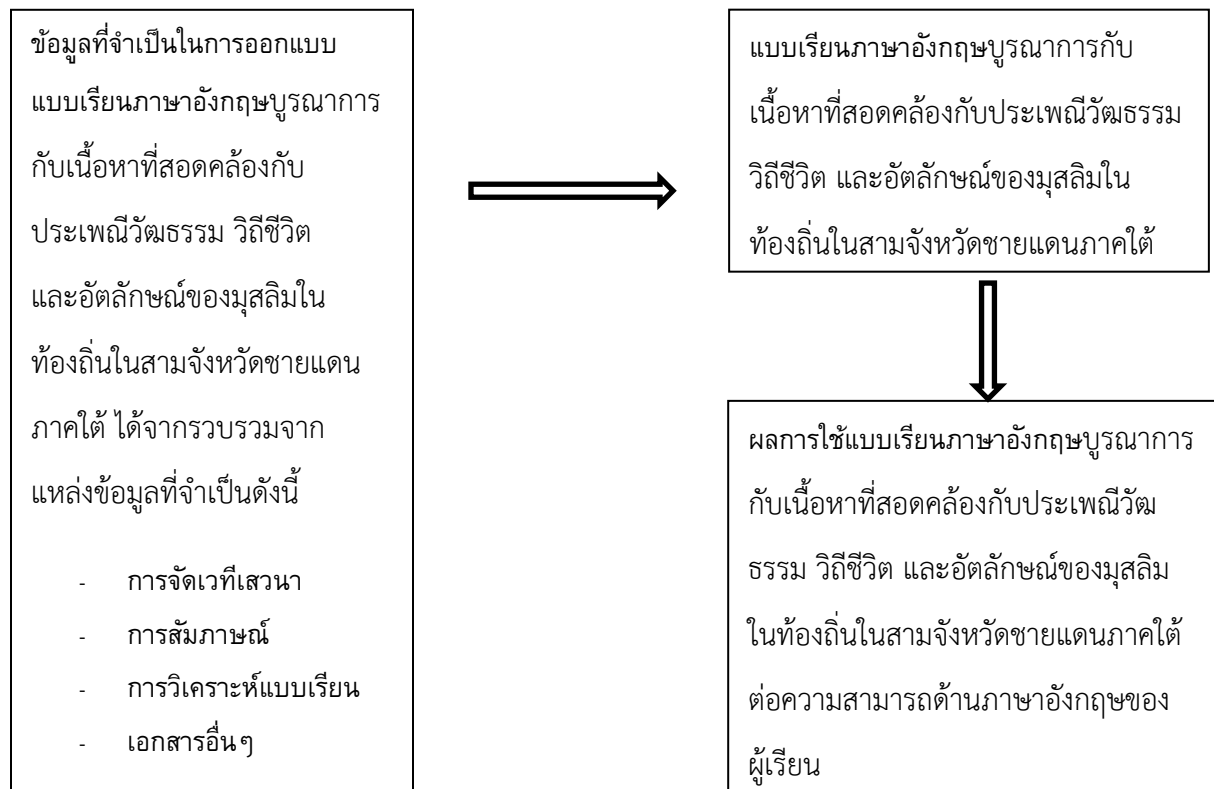 ข้อมูลที่จำเป็นในการออกแบบ
แบบเรียนภาษาอังกฤษบูรณาการ
กับเนื้อหาที่สอดคล้องกับ
ประเพณีวัฒธรรม วิถีชีวิต
และอัตลักษณ์ของมุสลิมใน
ท้องถิ่นในสามจังหวัดชายแดน
ภาคใต้ ได้จากรวบรวมจาก
แหล่งข้อมูลที่จำเป็นดังนี้
- การจัดเวทีเสวนา
- การสัมภาษณ์
- การวิเคราะห์แบบเรียน
- เอกสารอื่นๆ
แบบเรียนภาษาอังกฤษบูรณาการกับ
เนื้อหาที่สอดคล้องกับประเพณีวัฒธรรม
วิถีชีวิต และอัตลักษณ์ของมุสลิมใน
ท้องถิ่นในสามจังหวัดชายแดนภาคใต้
ผลการใช้แบบเรียนภาษาอังกฤษบูรณาการ
กับเนื้อหาที่สอดคล้องกับประเพณีวัฒ
ธรรม วิถีชีวิต และอัตลักษณ์ของมุสลิม
ในท้องถิ่นในสามจังหวัดชายแดนภาคใต้
ต่อความสามารถด้านภาษาอังกฤษของ
ผู้เรียน